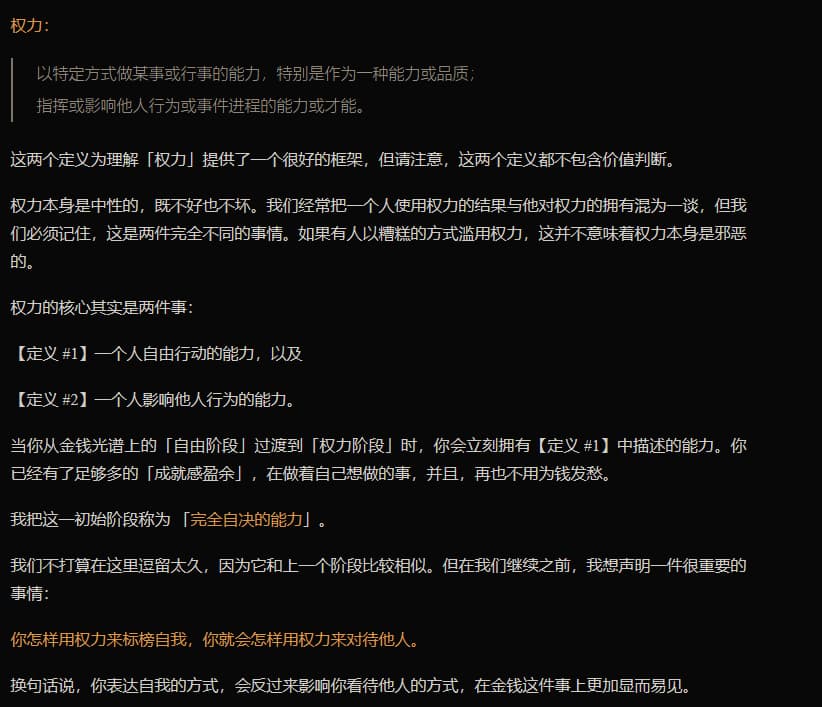 权力：
以特定方式做某事或行事的能力，特别是作为一种能力或品质；
指挥或影响他人行为或事件进程的能力或才能。
这两个定义为理解「权力」提供了一个很好的框架，但请注意，这两个定义都不包含价值判断。
权力本身是中性的，既不好也不坏。我们经常把一个人使用权力的结果与他对权力的拥有混为一谈，但我
们必须记住，这是两件完全不同的事情。如果有人以糟糕的方式滥用权力，这并不意味着权力本身是邪恶
的。
权力的核心其实是两件事：
【定义 #1】一个人自由行动的能力，以及
【定义 #2】一个人影响他人行为的能力。
当你从金钱光谱上的「自由阶段」过渡到「权力阶段」时，你会立刻拥有【定义 #1】中描述的能力。你
已经有了足够多的「成就感盈余」，在做着自己想做的事，并且，再也不用为钱发愁。
我把这一初始阶段称为 「完全自决的能力」。
我们不打算在这里逗留太久，因为它和上一个阶段比较相似。但在我们继续之前，我想声明一件很重要的
事情：
你怎样用权力来标榜自我，你就会怎样用权力来对待他人。
换句话说，你表达自我的方式，会反过来影响你看待他人的方式，在金钱这件事上更加显而易见。